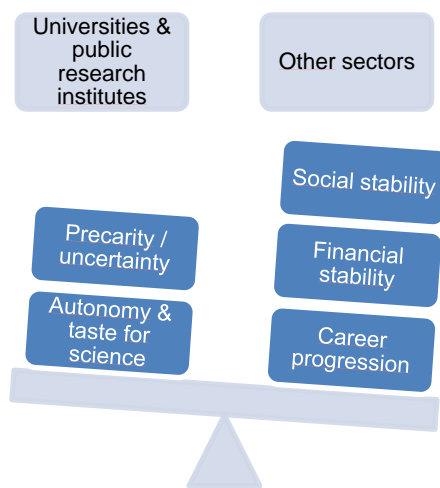 Universities &
public
research
institutes
Other sectors
Social stability
Precarity /
uncertainty
Financial
stability
Autonomy &
taste for
science
Career
progression